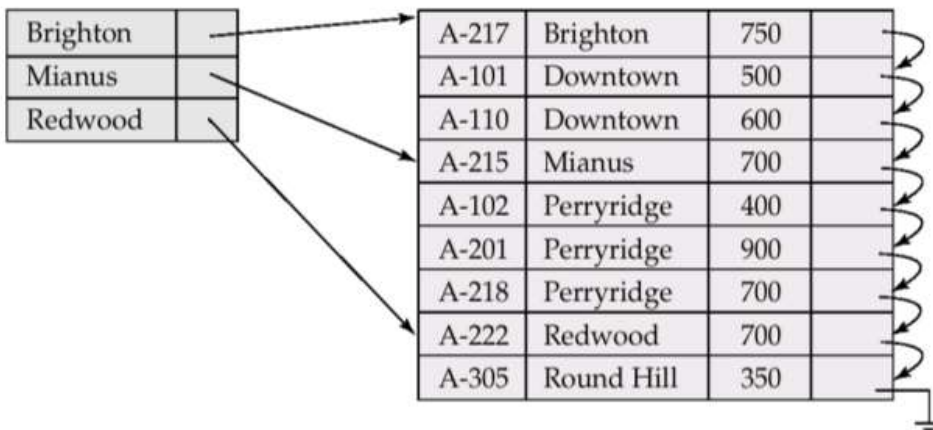 Brighton
Mianus
Redwood
A-217 Brighton 750
A-101 Downtown 500
A-110 Downtown 600
A-215 Mianus 700
A-102 Perryridge 400
A-201 Perryridge 900
A-218 Perryridge 700
A-222 Redwood 700
A-305 Round Hill 350